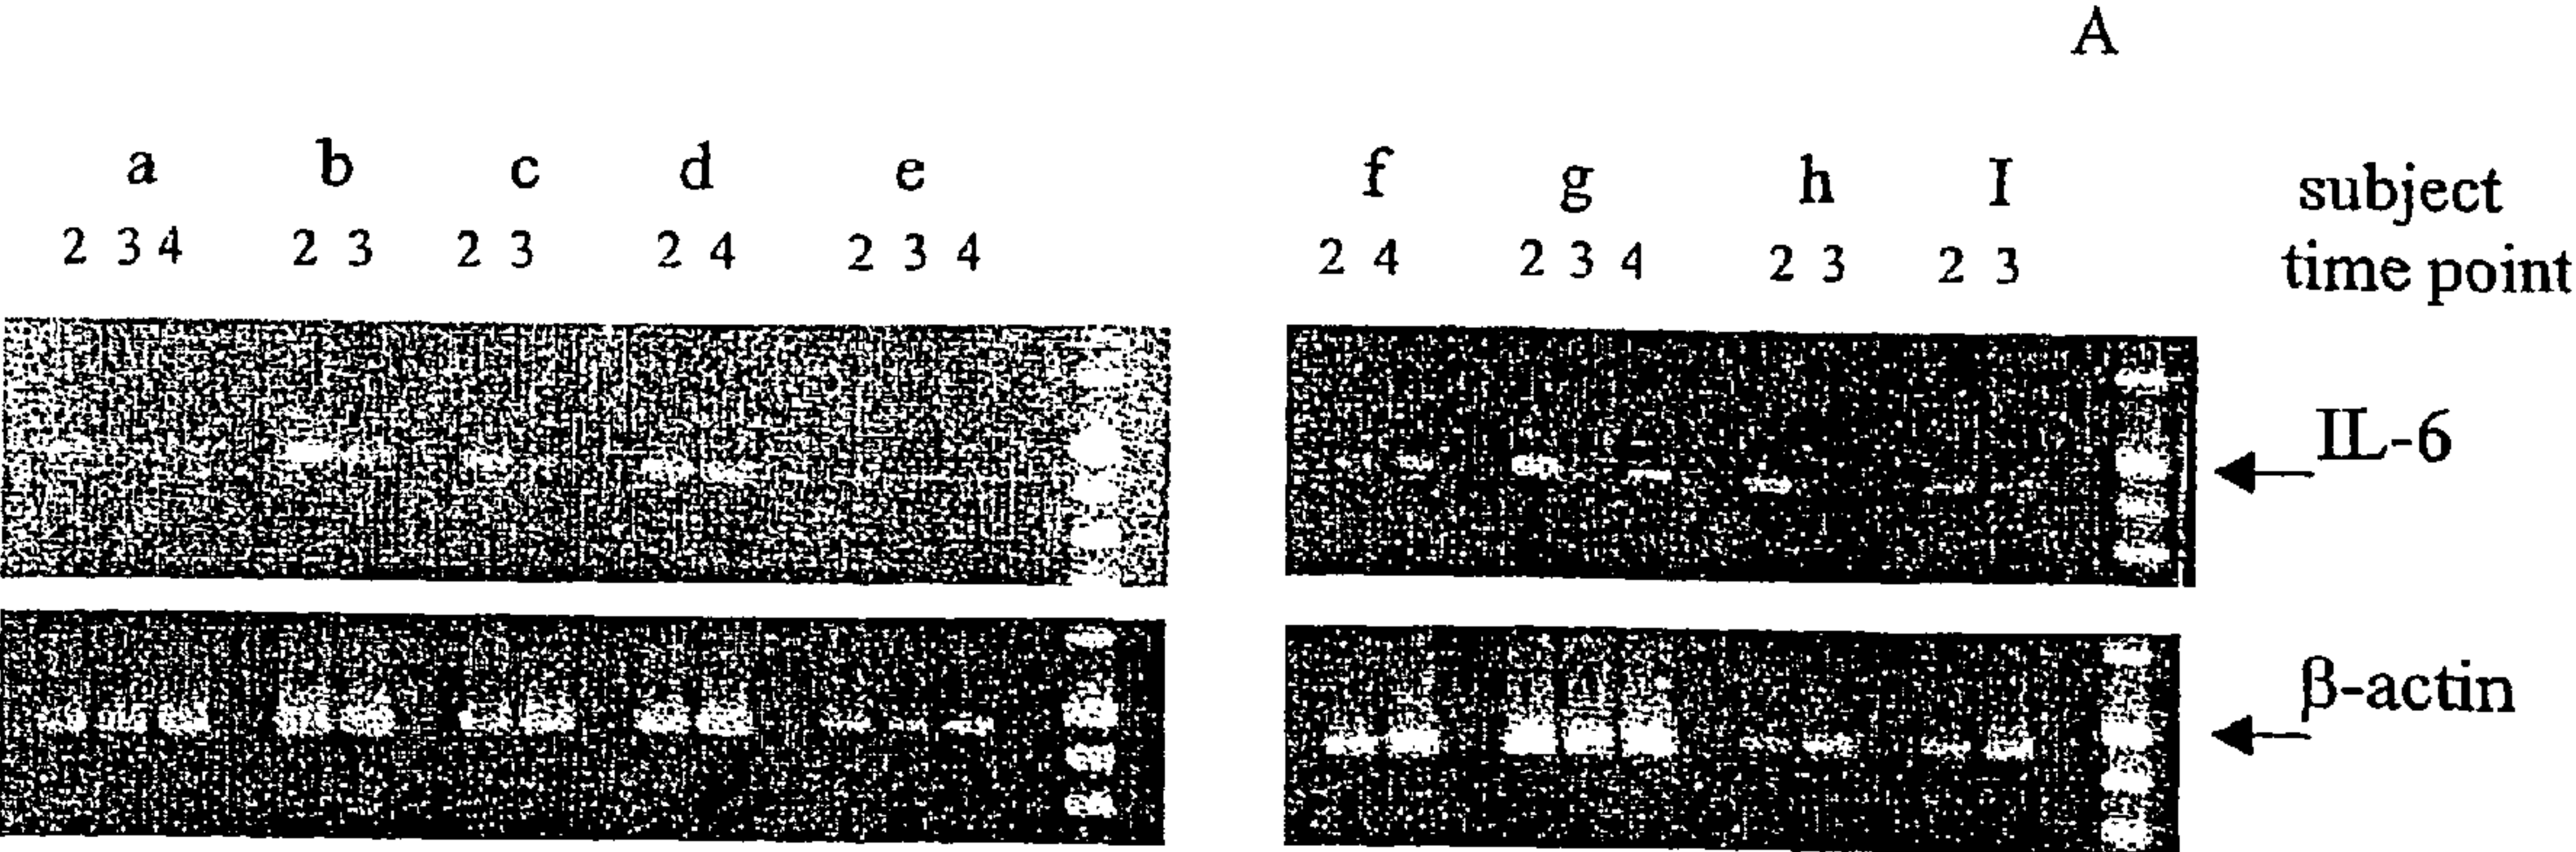 A
a b c d e f g h I subject
2 3 4 2 3 2 3 2 4 2 3 4 2 4 2 3 4 2 3 2 3 time point
IL-6
β-actin